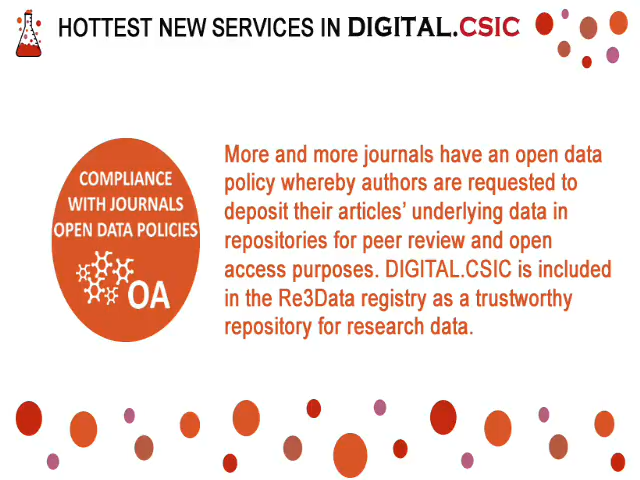 HOTTEST NEW SERVICES IN DIGITAL.CSIC
COMPLIANCE
WITH JOURNALS
OPEN DATA POLICIES
OA
More and more journals have an open data
policy whereby authors are requested to
deposit their articles’ underlying data in
repositories for peer review and open
access purposes. DIGITAL.CSIC is included
in the Re3Data registry as a trustworthy
repository for research data.